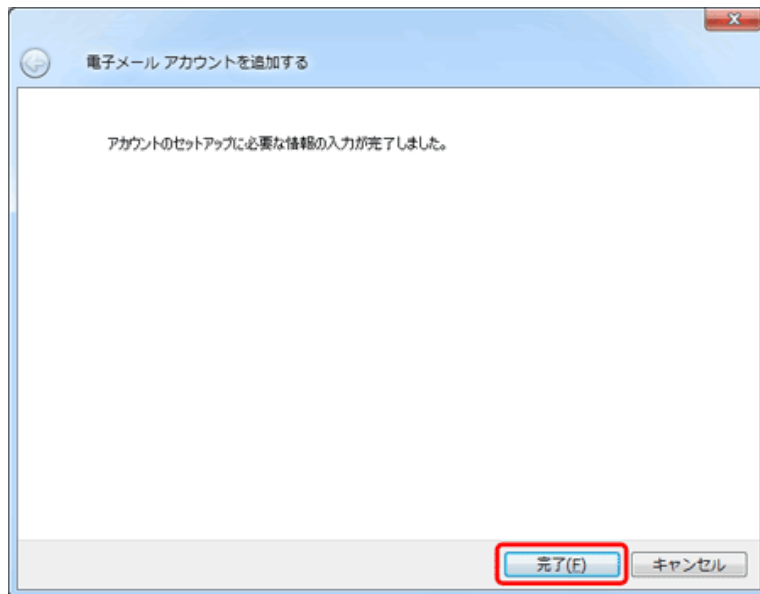 電子メール アカウントを追加する
アカウントのセットアップに必要な情報の入力が完了しました。
完了(F)
キャンセル